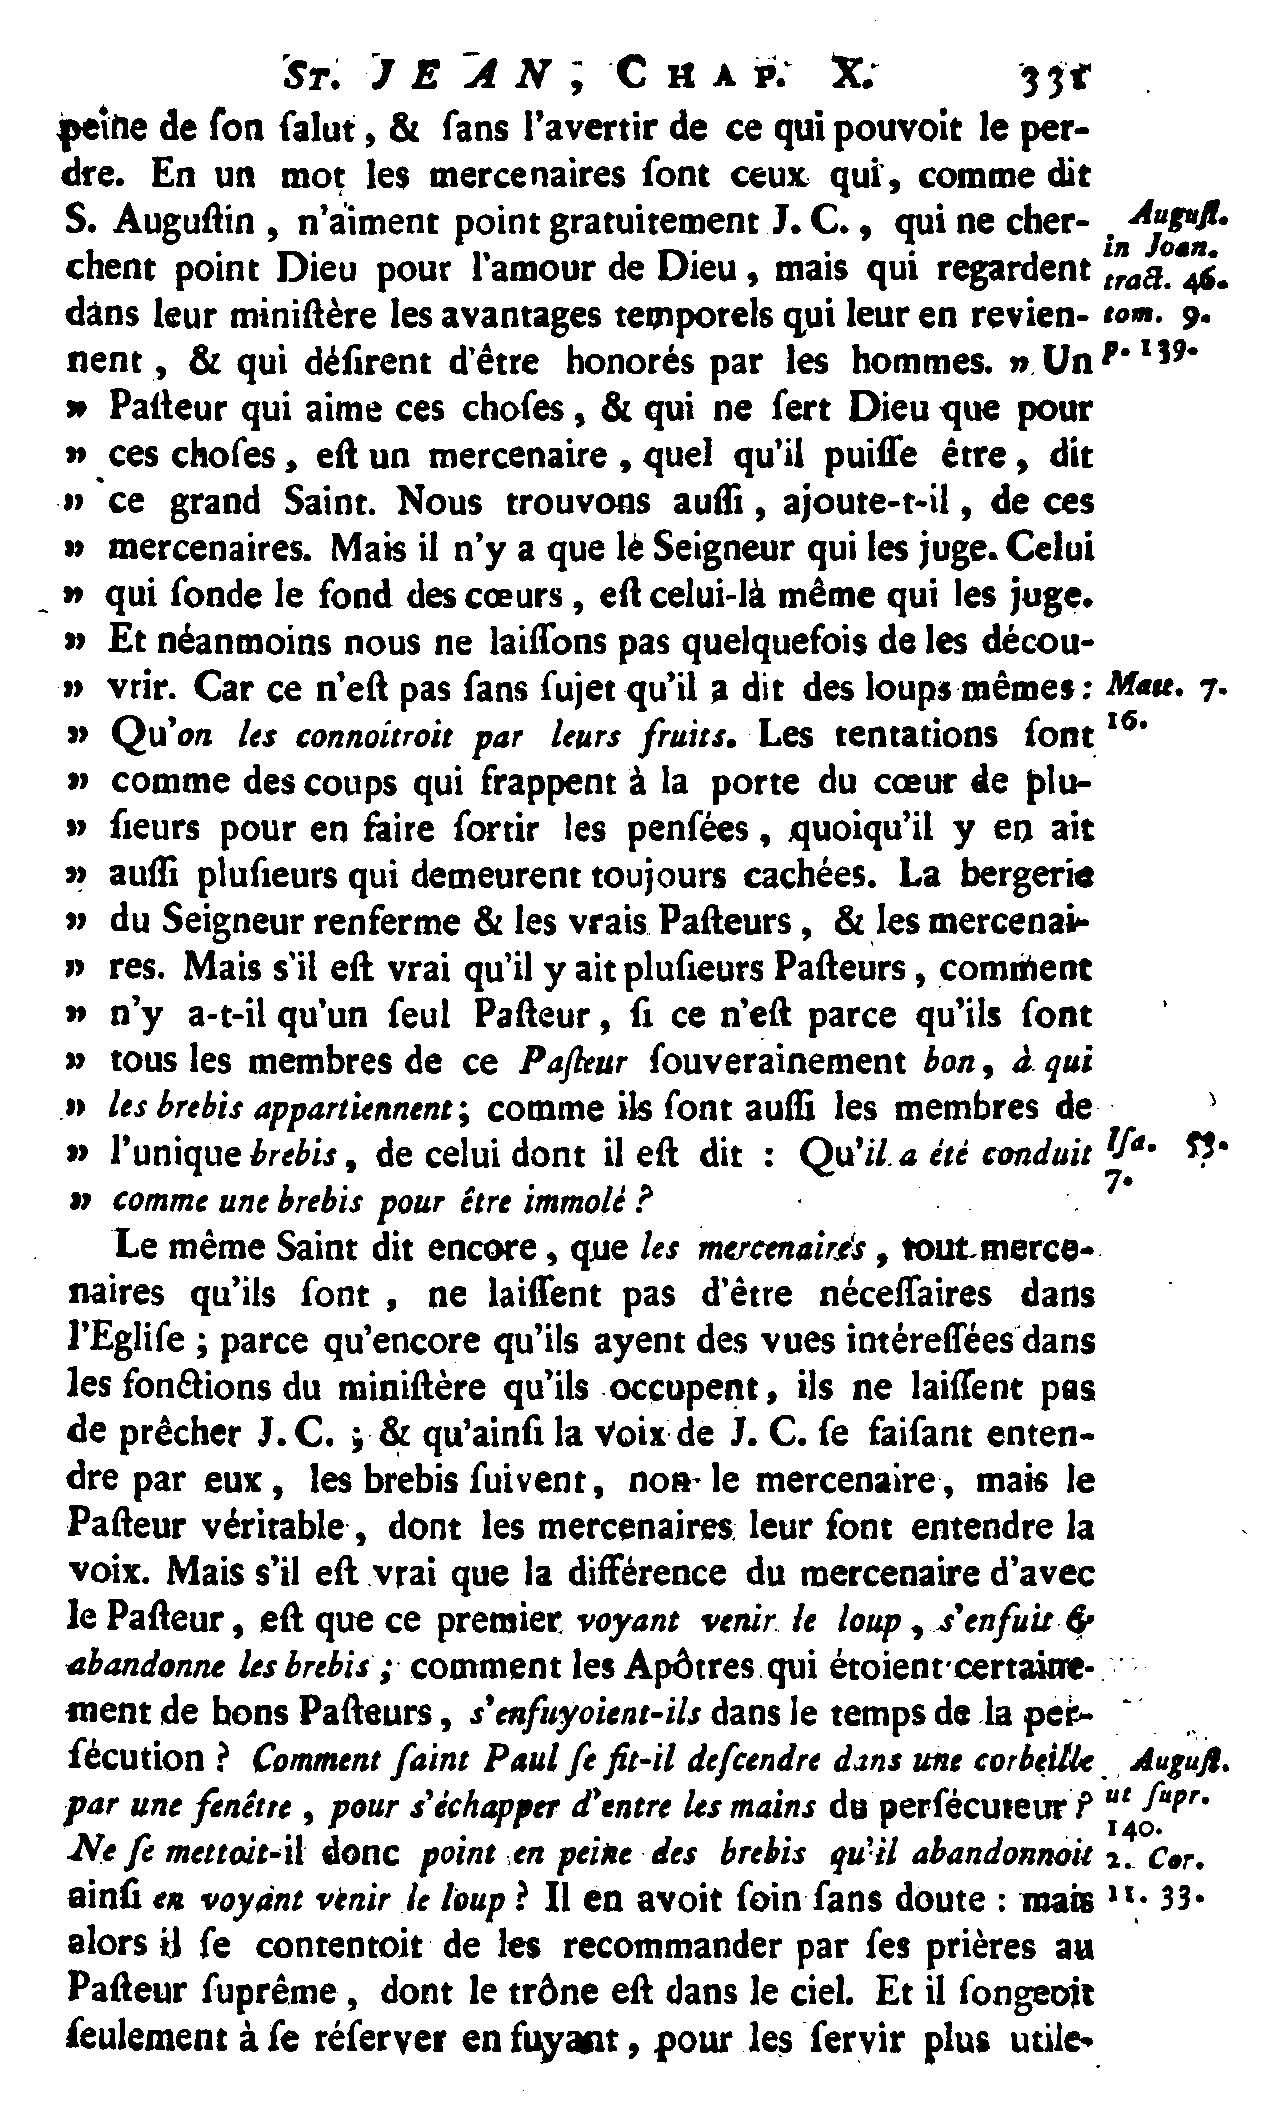 ST. JEAN, CHAP. X. 331
peine de ſon ſalut, & ſans l'avertir de ce qui pouvoit le per-
dre. En un mot les mercenaires ſont ceux qui, comme dit
S. Auguſtin, n'aiment point gratuitement J. C., qui ne cher-
Auguſt.
chent point Dieu pour l'amour de Dieu, mais qui regardent
in Joan.
tract. 46.
dans leur miniſtère les avantages temporels qui leur en revien-
tom. 9.
nent, & qui déſirent d'être honorés par les hommes. „ Un
p. 139.
„ Paſteur qui aime ces choſes, & qui ne ſert Dieu que pour
„ ces choſes, eſt un mercenaire, quel qu'il puiſſe être, dit
„ ce grand Saint. Nous trouvons auſſi, ajoute-t-il, de ces
„ mercenaires. Mais il n'y a que le Seigneur qui les juge. Celui
„ qui ſonde le fond des cœurs, eſt celui-là même qui les juge.
„ Et néanmoins nous ne laiſſons pas quelquefois de les décou-
„ vrir. Car ce n'eſt pas ſans ſujet qu'il a dit des loups mêmes :
Matt. 7.
„ Qu'on les connoîtroit par leurs fruits. Les tentations ſont
16.
„ comme des coups qui frappent à la porte du cœur de plu-
„ ſieurs pour en faire ſortir les penſées, quoiqu'il y en ait
„ auſſi pluſieurs qui demeurent toujours cachées. La bergerie
„ du Seigneur renferme & les vrais Paſteurs, & les mercenai-
„ res. Mais s'il eſt vrai qu'il y ait pluſieurs Paſteurs, comment
„ n'y a-t-il qu'un ſeul Paſteur, ſi ce n'eſt parce qu'ils ſont
„ tous les membres de ce Paſteur ſouverainement bon, à qui
„ les brebis appartiennent; comme ils ſont auſſi les membres de
„ l'unique brebis, de celui dont il eſt dit : Qu'il a été conduit
Iſa. 53.
7.
„ comme une brebis pour être immolé ?
Le même Saint dit encore, que les mercenaires, tout merce-
naires qu'ils ſont, ne laiſſent pas d'être néceſſaires dans
l'Egliſe ; parce qu'encore qu'ils ayent des vues intéreſſées dans
les fonctions du miniſtère qu'ils occupent, ils ne laiſſent pas
de prêcher J. C. ; & qu'ainſi la voix de J. C. ſe faiſant enten-
dre par eux, les brebis ſuivent, non le mercenaire, mais le
Paſteur véritable, dont les mercenaires leur font entendre la
voix. Mais s'il eſt vrai que la différence du mercenaire d'avec
le Paſteur, eſt que ce premier voyant venir le loup, s'enfuit &
abandonne les brebis ; comment les Apôtres qui étoient certaine-
ment de bons Paſteurs, s'enfuyoient-ils dans le temps de la per-
ſécution ? Comment ſaint Paul ſe fit-il deſcendre dans une corbeille
Auguſt.
par une fenêtre, pour s'échapper d'entre les mains du perſécuteur ?
ut ſupr.
140.
Ne ſe mettoit-il donc point en peine des brebis qu'il abandonnoit
2. Cor.
ainſi en voyant venir le loup ? Il en avoit ſoin ſans doute : mais
11. 33.
alors il ſe contentoit de les recommander par ſes prières au
Paſteur ſuprême, dont le trône eſt dans le ciel. Et il ſongeoit
ſeulement à ſe réſerver en fuyant, pour les ſervir plus utile-